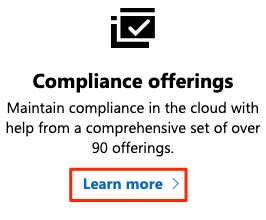 Compliance offerings
Maintain compliance in the cloud with
help from a comprehensive set of over
90 offerings.
Learn more